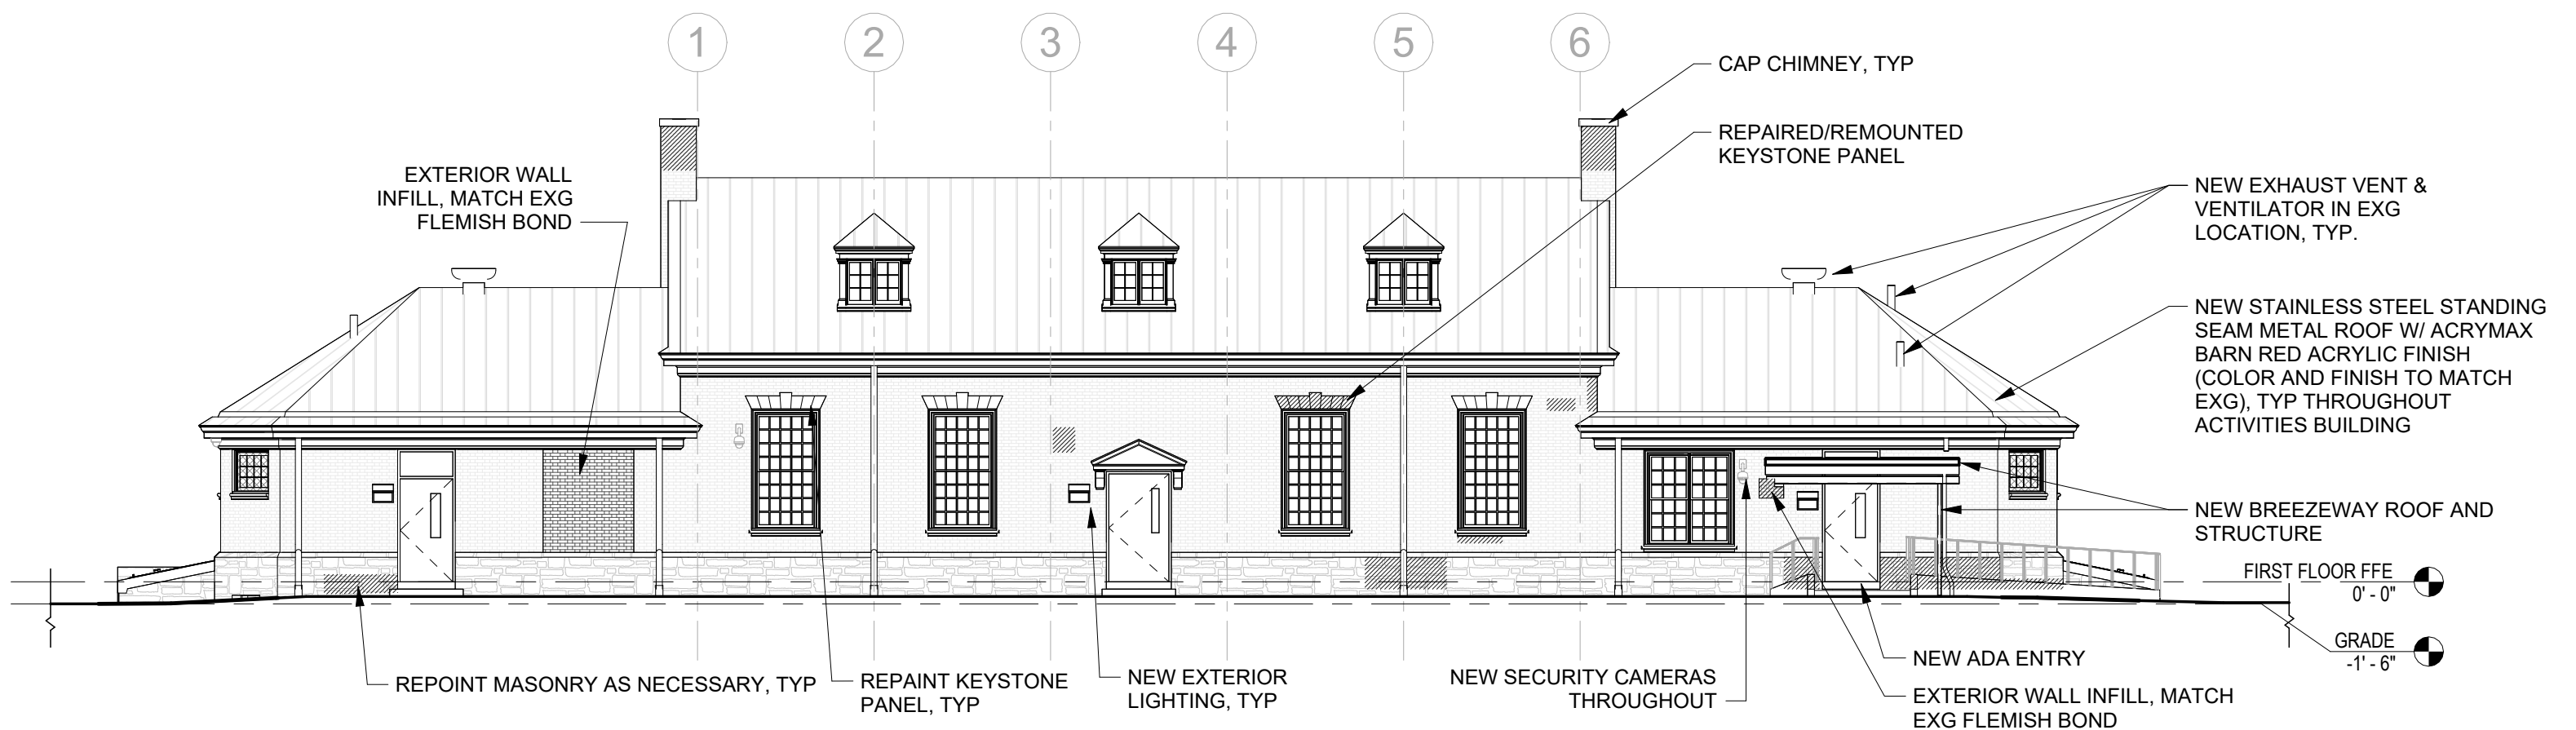 1
2
3
4
5
6
CAP CHIMNEY, TYP
REPAIRED/REMOUNTED
KEYSTONE PANEL
EXTERIOR WALL
INFILL, MATCH EXG
FLEMISH BOND
NEW EXHAUST VENT &
VENTILATOR IN EXG
LOCATION, TYP.
NEW STAINLESS STEEL STANDING
SEAM METAL ROOF W/ ACRYMAX
BARN RED ACRYLIC FINISH
(COLOR AND FINISH TO MATCH
EXG), TYP THROUGHOUT
ACTIVITIES BUILDING
NEW BREEZEWAY ROOF AND
STRUCTURE
FIRST FLOOR FFE
0' - 0"
GRADE
-1' - 6"
REPOINT MASONRY AS NECESSARY, TYP
REPAINT KEYSTONE
PANEL, TYP
NEW EXTERIOR
LIGHTING, TYP
NEW SECURITY CAMERAS
THROUGHOUT
NEW ADA ENTRY
EXTERIOR WALL INFILL, MATCH
EXG FLEMISH BOND